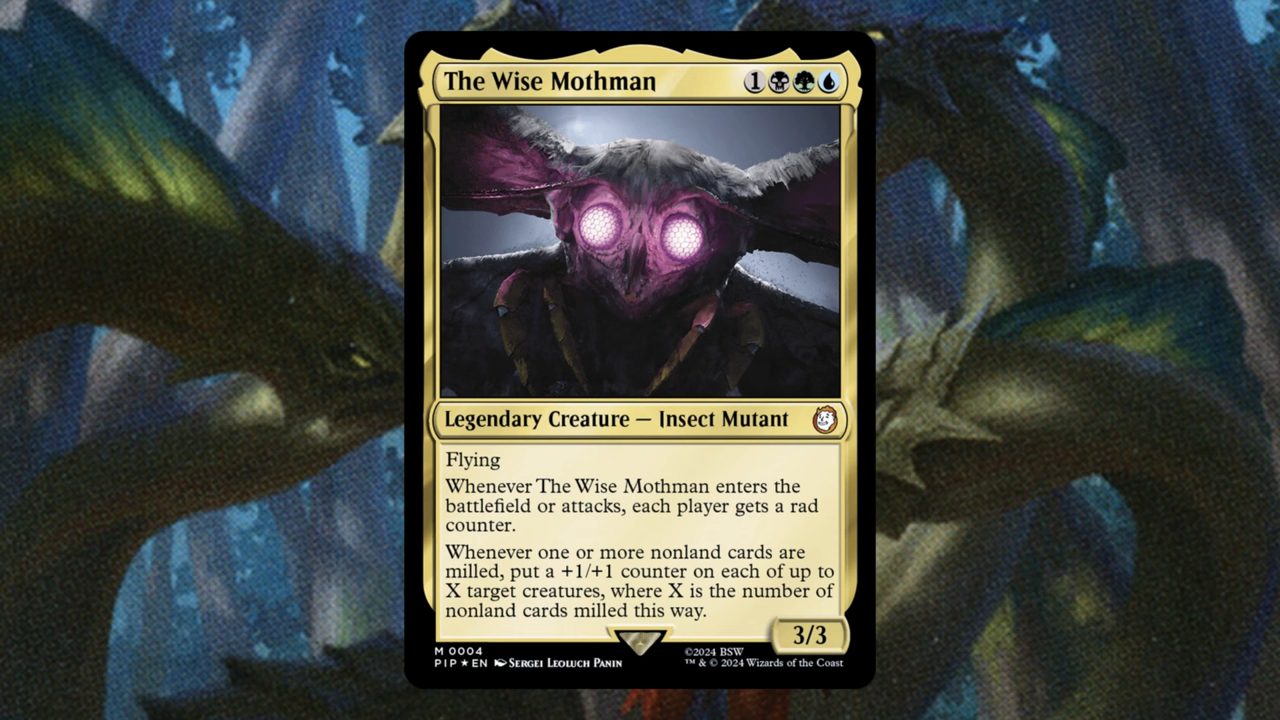 The Wise Mothman 1
Legendary Creature — Insect Mutant
Flying
Whenever The Wise Mothman enters the
battlefield or attacks, each player gets a rad
counter.
Whenever one or more nonland cards are
milled, put a +1/+1 counter on each of up to
X target creatures, where X is the number of
nonland cards milled this way.
3/3
M 0004
PIP ★ EN Sergei Leoluch Panin
©2024 BSW
™ & © 2024 Wizards of the Coast